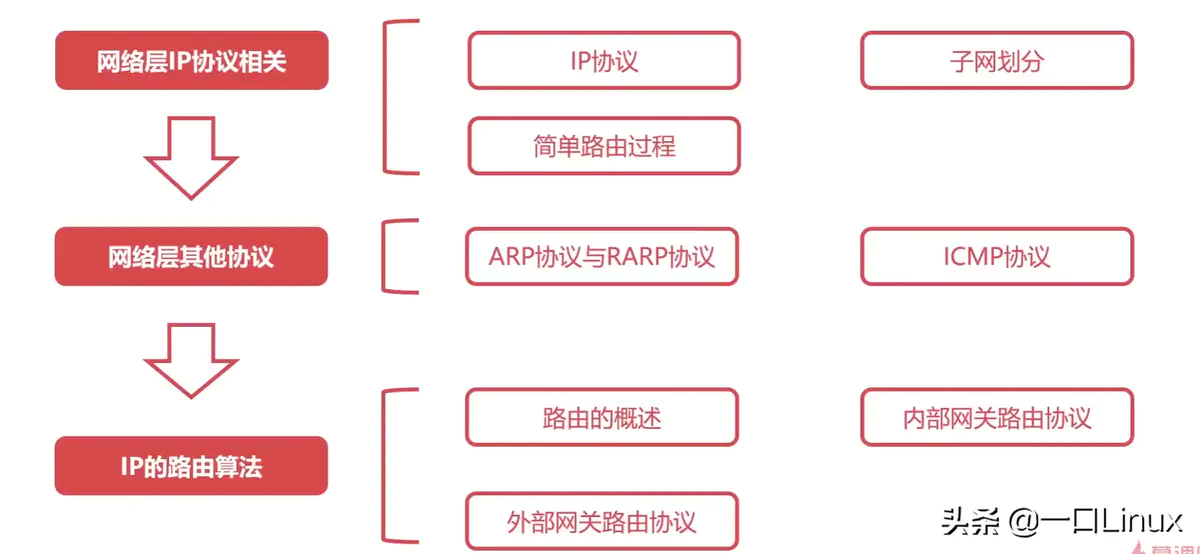 网络层IP协议相关
IP协议
子网划分
简单路由过程
网络层其他协议
ARP协议与RARP协议
ICMP协议
IP的路由算法
路由的概述
内部网关路由协议
外部网关路由协议
头条 @一口Linux